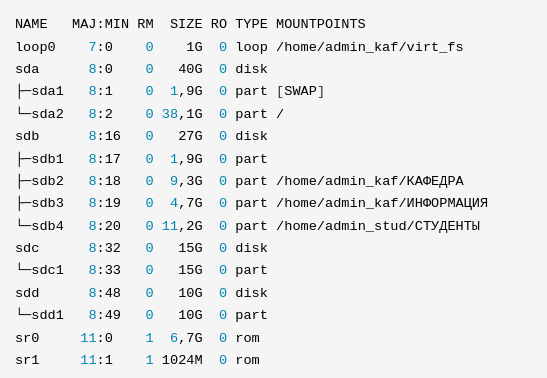 NAME   MAJ:MIN RM  SIZE RO TYPE MOUNTPOINTS
loop0    7:0    0    1G  0 loop /home/admin_kaf/virt_fs
sda      8:0    0   40G  0 disk
├─sda1   8:1    0  1,9G  0 part [SWAP]
└─sda2   8:2    0 38,1G  0 part /
sdb      8:16   0   27G  0 disk
├─sdb1   8:17   0  1,9G  0 part
├─sdb2   8:18   0  9,3G  0 part /home/admin_kaf/КАФЕДРА
├─sdb3   8:19   0  4,7G  0 part /home/admin_kaf/ИНФОРМАЦИЯ
└─sdb4   8:20   0 11,2G  0 part /home/admin_stud/СТУДЕНТЫ
sdc      8:32   0   15G  0 disk
└─sdc1   8:33   0   15G  0 part
sdd      8:48   0   10G  0 disk
└─sdd1   8:49   0   10G  0 part
sr0     11:0    1  6,7G  0 rom
sr1     11:1    1 1024M  0 rom